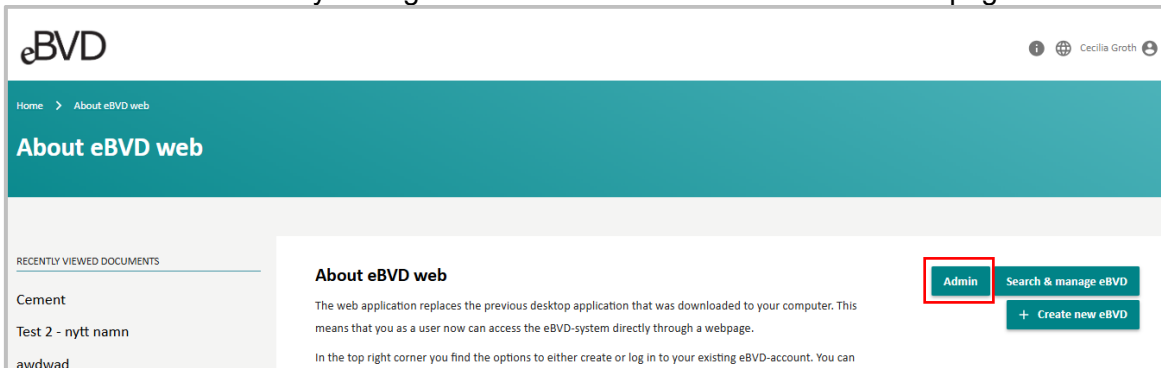 eBVD
Cecilia Groth
Home > About eBVD web
About eBVD web
RECENTLY VIEWED DOCUMENTS
Cement
Test 2 - nytt namn
awdwad
About eBVD web
The web application replaces the previous desktop application that was downloaded to your computer. This
means that you as a user now can access the eBVD-system directly through a webpage.
In the top right corner you find the options to either create or log in to your existing eBVD-account. You can
Admin
Search & manage eBVD
+ Create new eBVD